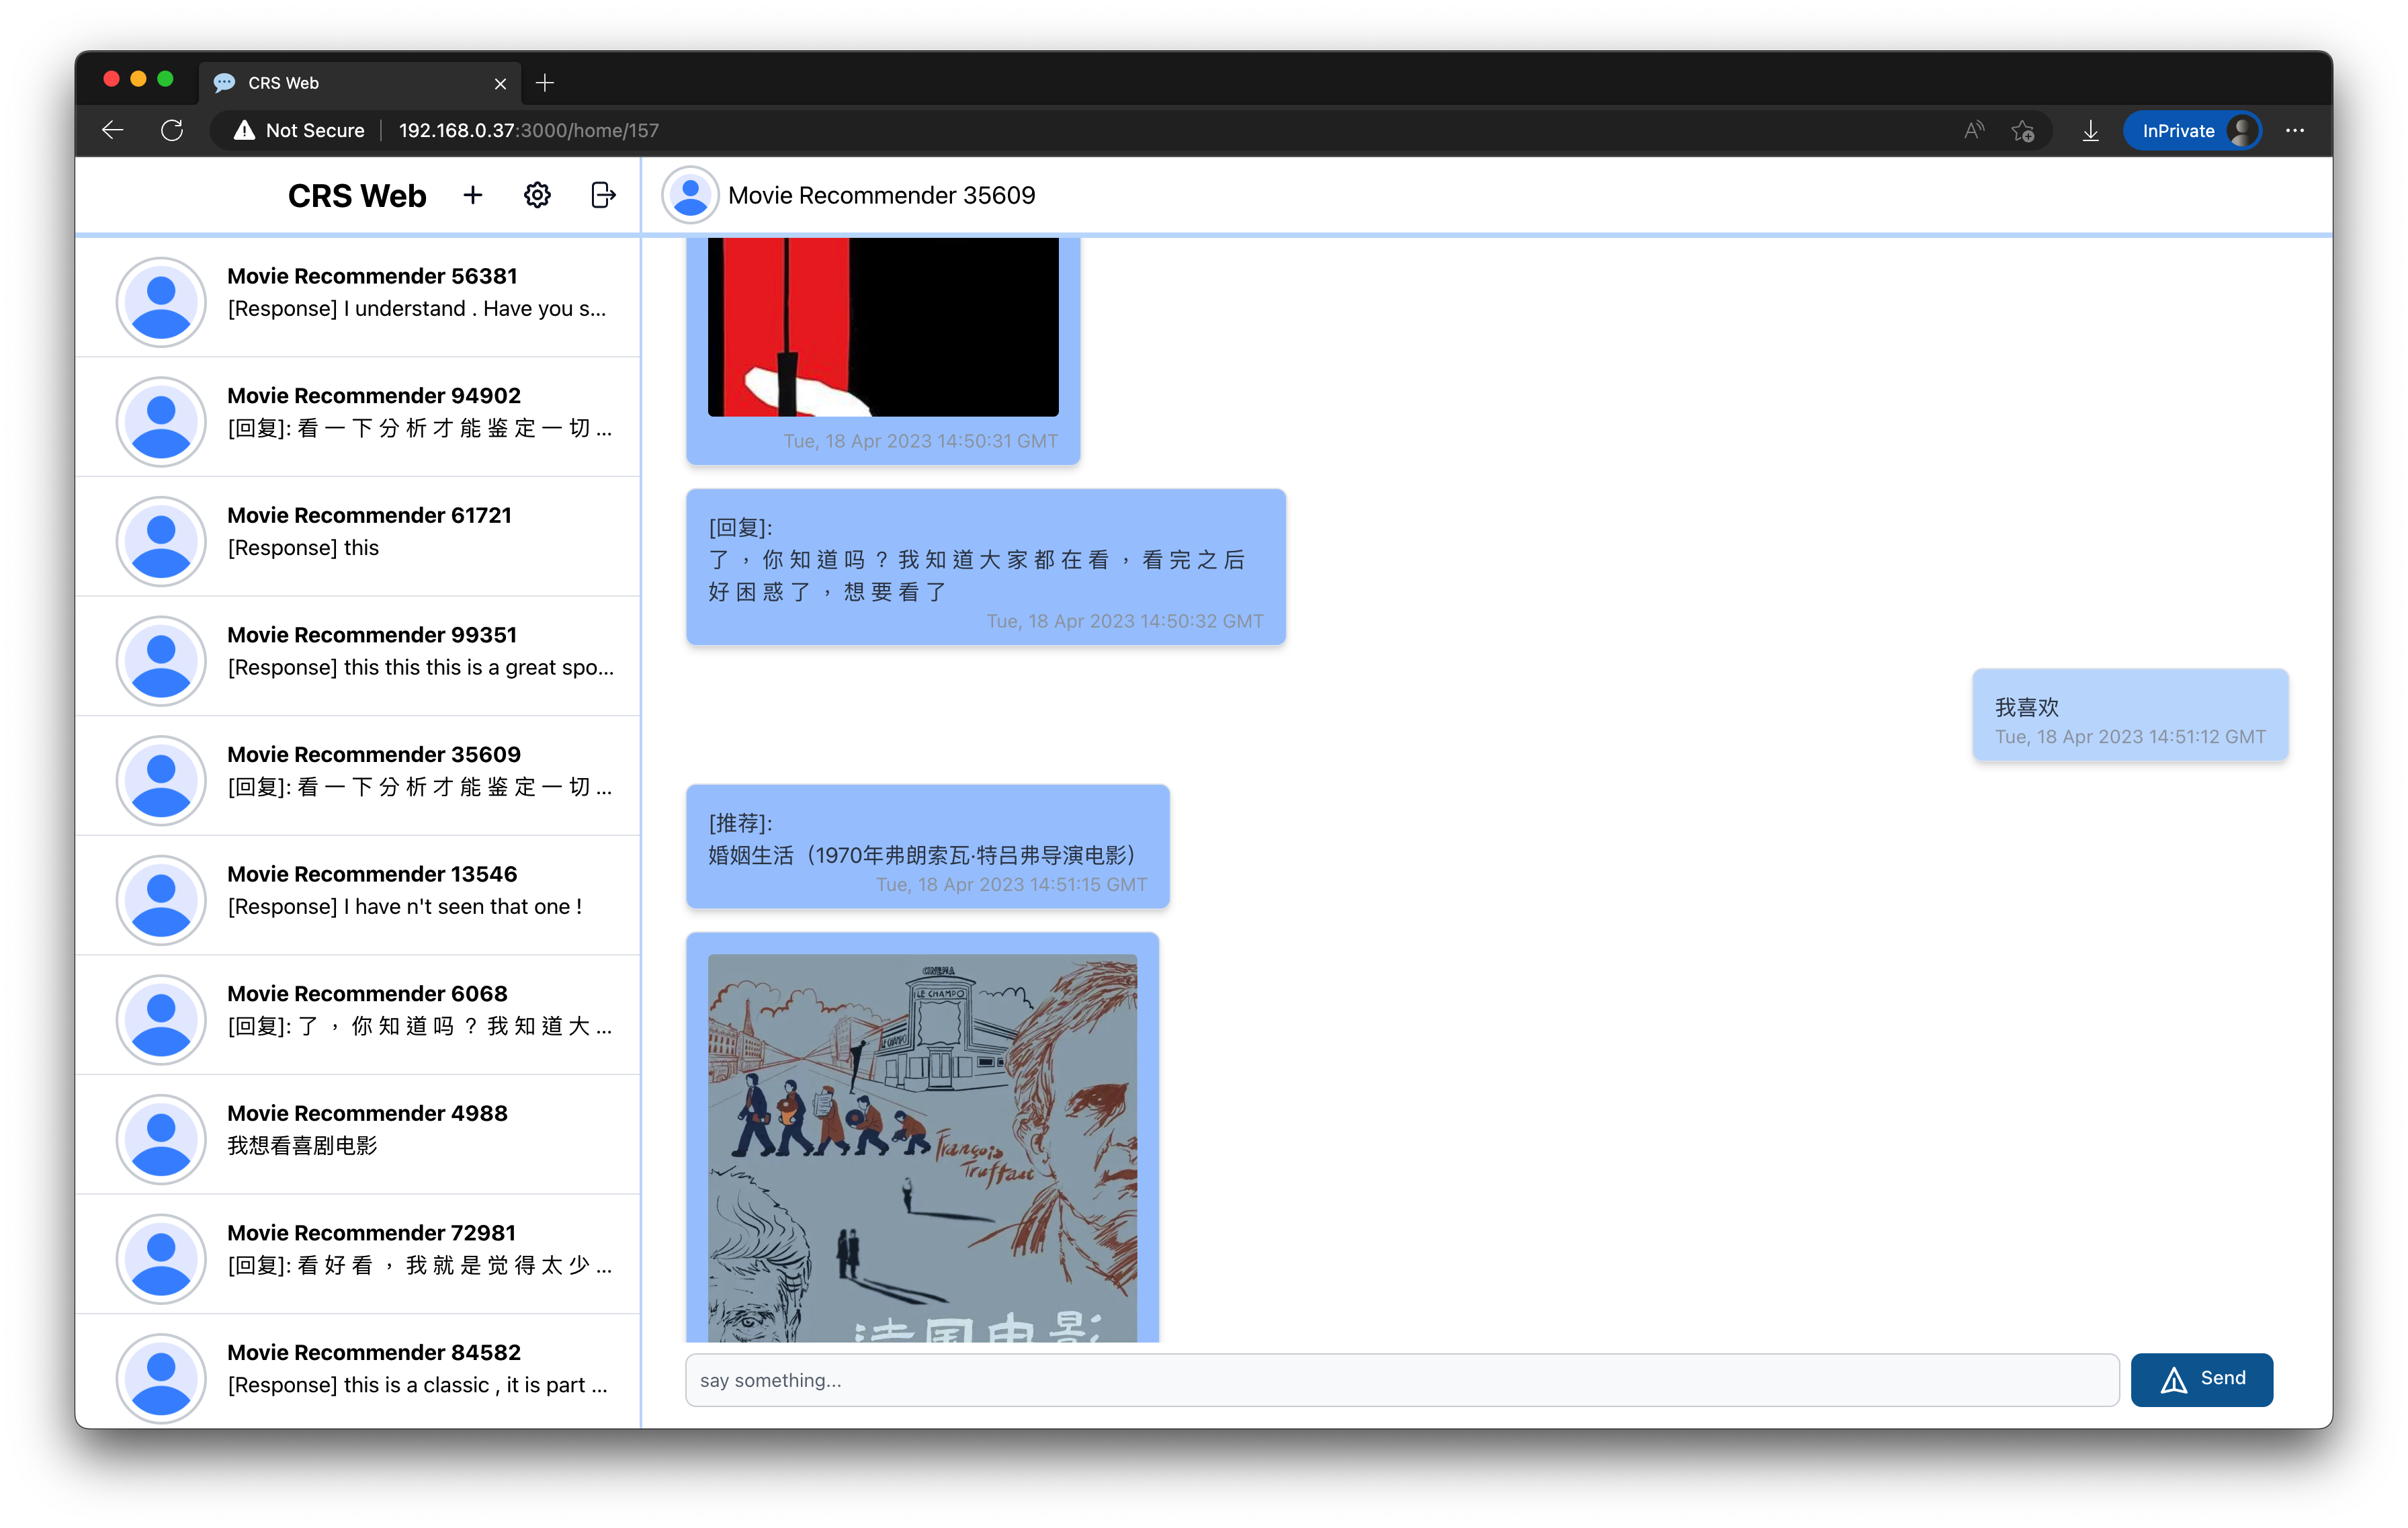 CRS Web
Not Secure
192.168.0.37:3000/home/157
InPrivate
CRS Web
Movie Recommender 56381
[Response] I understand . Have you s...
Movie Recommender 94902
[回复]: 看 一 下 分 析 才 能 鉴 定 一 切 ...
Movie Recommender 61721
[Response] this
Movie Recommender 99351
[Response] this this this is a great spo...
Movie Recommender 35609
[回复]: 看 一 下 分 析 才 能 鉴 定 一 切 ...
Movie Recommender 13546
[Response] I have n't seen that one !
Movie Recommender 6068
[回复]: 了 ， 你 知 道 吗 ？ 我 知 道 大 ...
Movie Recommender 4988
我想看喜剧电影
Movie Recommender 72981
[回复]: 看 好 看 ， 我 就 是 觉 得 太 少 ...
Movie Recommender 84582
[Response] this is a classic , it is part ...
Movie Recommender 35609
Tue, 18 Apr 2023 14:50:31 GMT
[回复]:
了 ， 你 知 道 吗 ？ 我 知 道 大 家 都 在 看 ， 看 完 之 后
好 困 惑 了 ， 想 要 看 了
Tue, 18 Apr 2023 14:50:32 GMT
我喜欢
Tue, 18 Apr 2023 14:51:12 GMT
[推荐]:
婚姻生活（1970年弗朗索瓦·特吕弗导演电影）
Tue, 18 Apr 2023 14:51:15 GMT
CINEMA
LE CHAMPO
LE CHAMPO
François
Truffaut
法国电影
say something...
Send